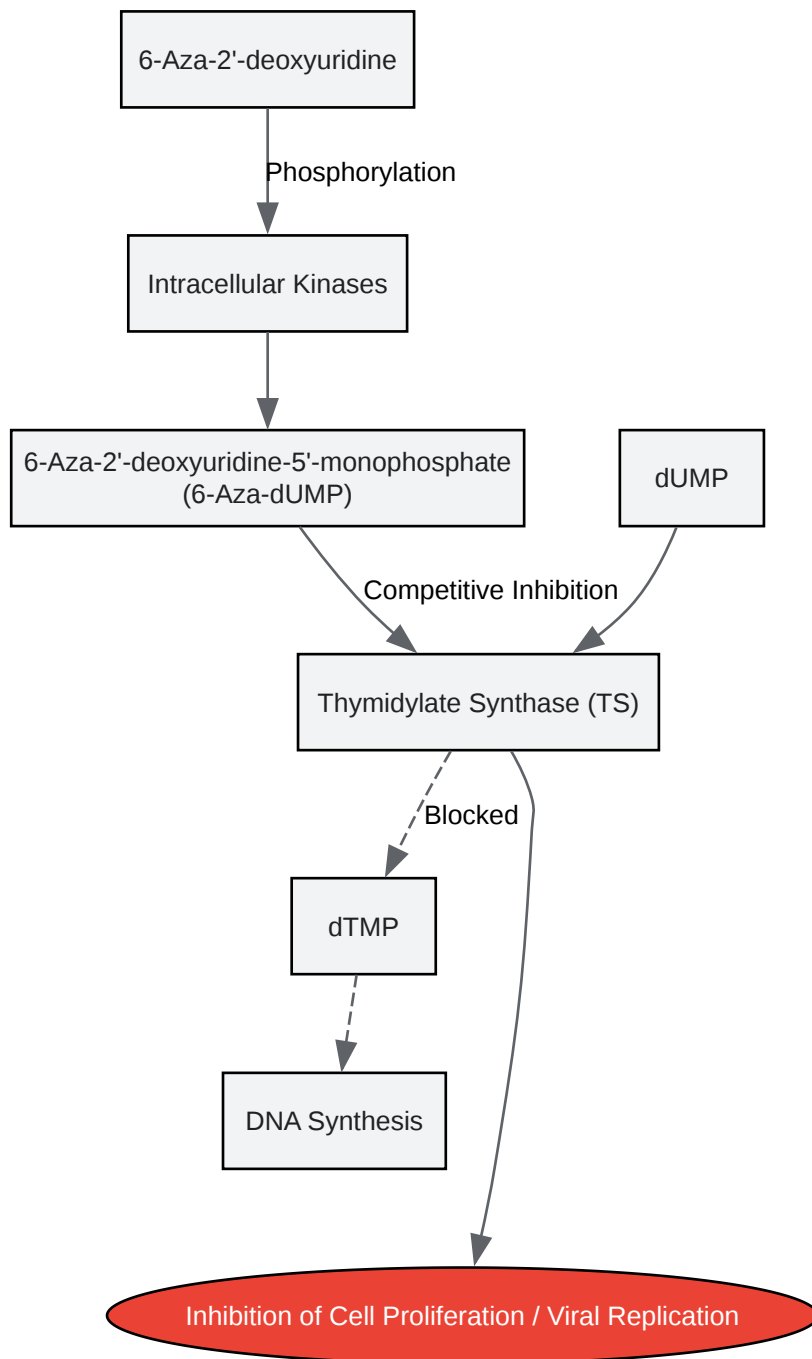 6-Aza-2'-deoxyuridine
Phosphorylation
Intracellular Kinases
6-Aza-2'-deoxyuridine-5'-monophosphate
(6-Aza-dUMP)
dUMP
Competitive Inhibition
Thymidylate Synthase (TS)
Blocked
dTMP
DNA Synthesis
Inhibition of Cell Proliferation / Viral Replication